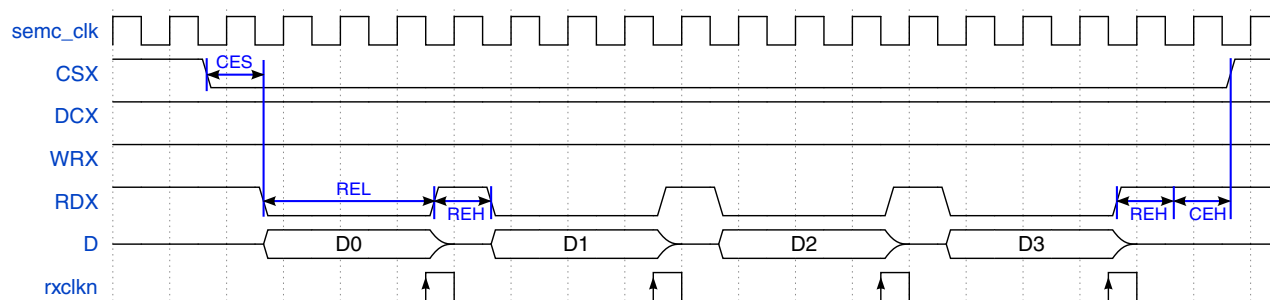 semc_clk
CSX CES
DCX
WRX
RDX REL REH REH CEH
D D0 D1 D2 D3
rxclkn